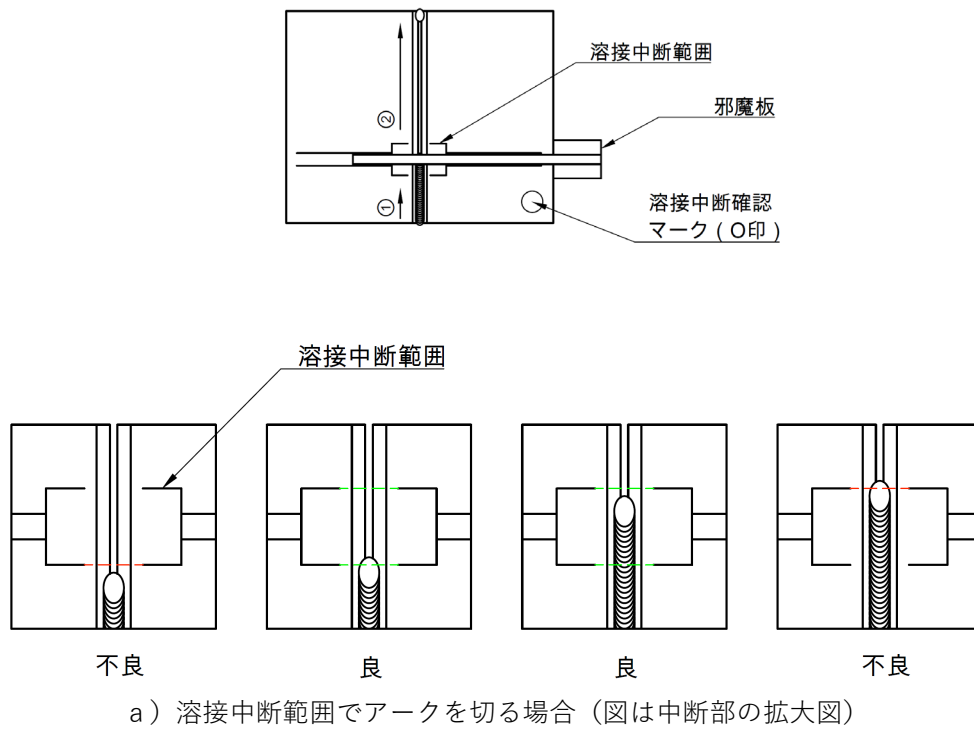 溶接中断範囲
邪魔板
②
①
溶接中断確認
マーク(O印)
溶接中断範囲
不良
良
良
不良
a)溶接中断範囲でアークを切る場合(図は中断部の拡大図)